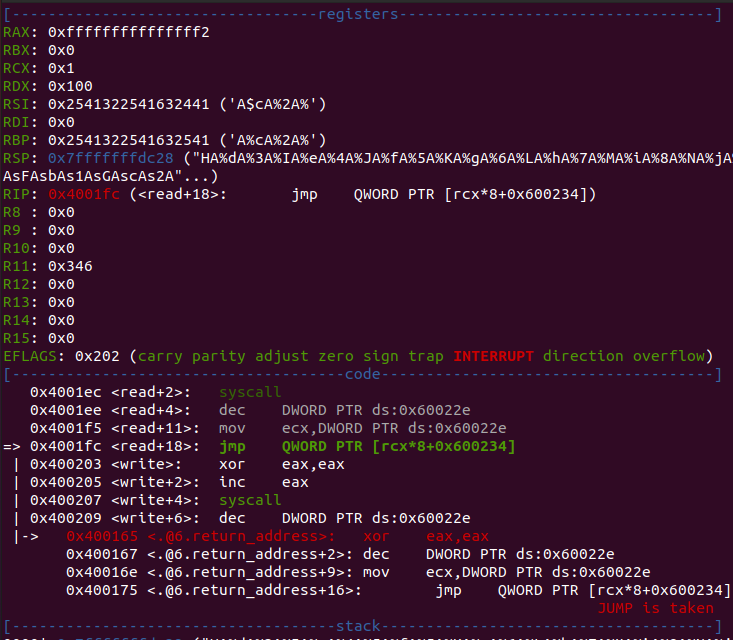 [----------------------------------registers-----------------------------------]
RAX: 0xfffffffffffffff2
RBX: 0x0
RCX: 0x1
RDX: 0x100
RSI: 0x2541322541632441 ('A$cA%2A%')
RDI: 0x0
RBP: 0x2541322541632541 ('A%cA%2A%')
RSP: 0x7fffffffdc28 ("HA%dA%3A%IA%eA%4A%JA%fA%5A%KA%gA%6A%LA%hA%7A%MA%iA%8A%NA%jA
AsFAsbAs1AsGAscAs2A"...)
RIP: 0x4001fc (<read+18>: jmp QWORD PTR [rcx*8+0x600234])
R8 : 0x0
R9 : 0x0
R10: 0x0
R11: 0x346
R12: 0x0
R13: 0x0
R14: 0x0
R15: 0x0
EFLAGS: 0x202 (carry parity adjust zero sign trap INTERRUPT direction overflow)
[-------------------------------------code-------------------------------------]
0x4001ec <read+2>: syscall
0x4001ee <read+4>: dec DWORD PTR ds:0x60022e
0x4001f5 <read+11>: mov ecx,DWORD PTR ds:0x60022e
=> 0x4001fc <read+18>: jmp QWORD PTR [rcx*8+0x600234]
| 0x400203 <write>: xor eax,eax
| 0x400205 <write+2>: inc eax
| 0x400207 <write+4>: syscall
| 0x400209 <write+6>: dec DWORD PTR ds:0x60022e
|-> 0x400165 <.@6.return_address>: xor eax,eax
0x400167 <.@6.return_address+2>: dec DWORD PTR ds:0x60022e
0x40016e <.@6.return_address+9>: mov ecx,DWORD PTR ds:0x60022e
0x400175 <.@6.return_address+16>: jmp QWORD PTR [rcx*8+0x600234]
JUMP is taken
[------------------------------------stack-------------------------------------]